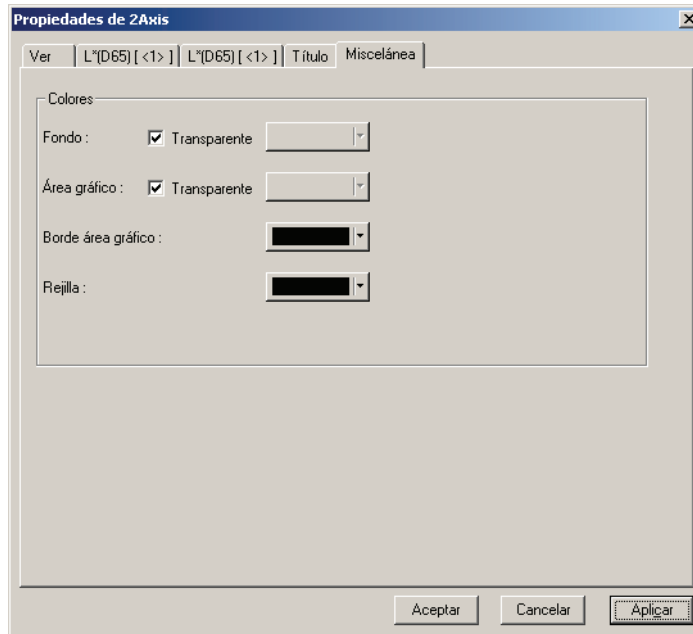 Propiedades de 2Axis
Ver L*(D65) [ <1> ] L*(D65) [ <1> ] Título Miscelánea
Colores
Fondo : Transparente
Área gráfico : Transparente
Borde área gráfico :
Rejilla :
Aceptar Cancelar Aplicar